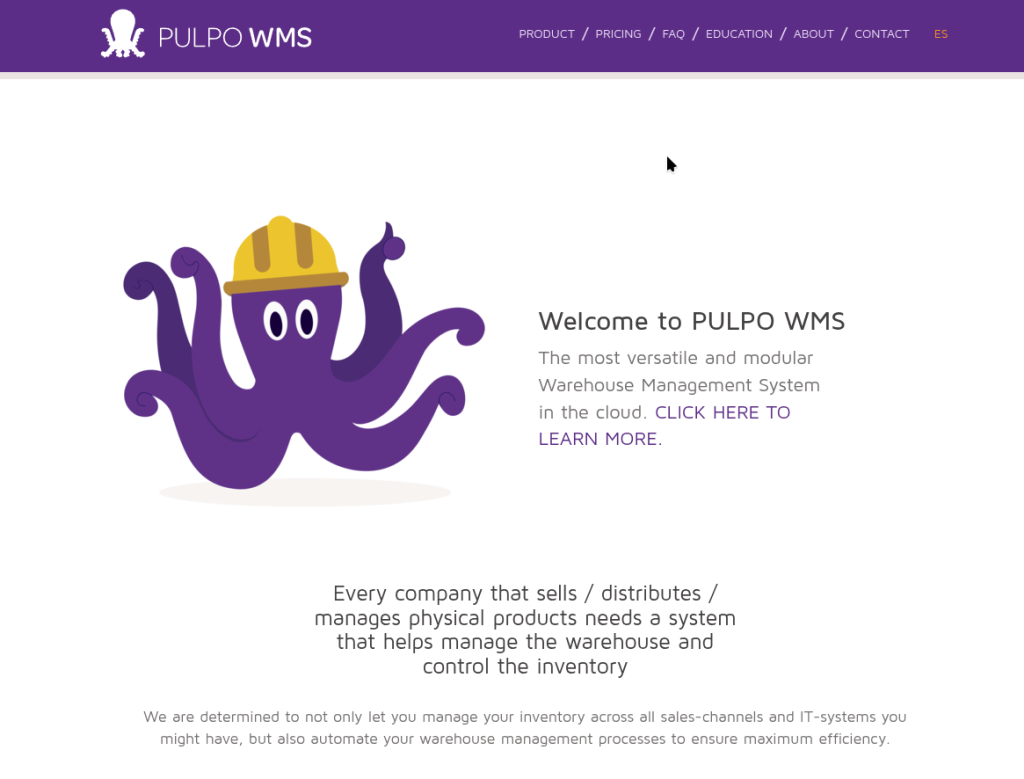 PULPO WMS
PRODUCT / PRICING / FAQ / EDUCATION / ABOUT / CONTACT ES
Welcome to PULPO WMS
The most versatile and modular
Warehouse Management System
in the cloud. CLICK HERE TO
LEARN MORE.
Every company that sells / distributes /
manages physical products needs a system
that helps manage the warehouse and
control the inventory
We are determined to not only let you manage your inventory across all sales-channels and IT-systems you
might have, but also automate your warehouse management processes to ensure maximum efficiency.